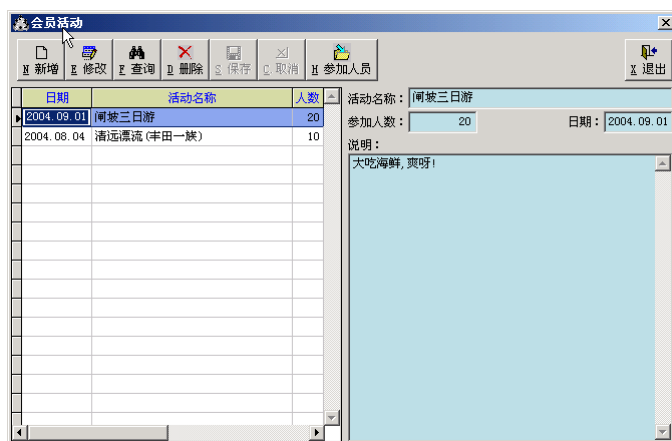 会员活动
N 新增 E 修改 F 查询 D 删除 S 保存 C 取消 H 参加人员 X 退出
日期 活动名称 人数
2004.09.01 闸坡三日游 20
2004.08.04 清远漂流(丰田一族) 10
活动名称: 闸坡三日游
参加人数: 20 日期: 2004.09.01
说明:
大吃海鲜,爽呀!